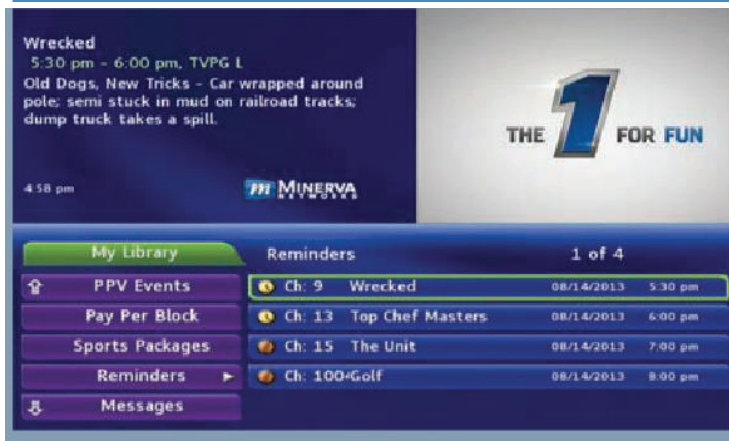 Wrecked
5:30 pm - 6:00 pm, TVPG L
Old Dogs, New Tricks - Car wrapped around
pole; semi stuck in mud on railroad tracks;
dump truck takes a spill.
4:58 pm
m MINERVA
NETWORKS
THE 1 FOR FUN
My Library
Reminders 1 of 4
PPV Events
Ch: 9 Wrecked 08/14/2013 5:30 pm
Pay Per Block
Ch: 13 Top Chef Masters 08/14/2013 6:00 pm
Sports Packages
Ch: 15 The Unit 08/14/2013 7:00 pm
Reminders
Ch: 1004 Golf 08/14/2013 8:00 pm
Messages